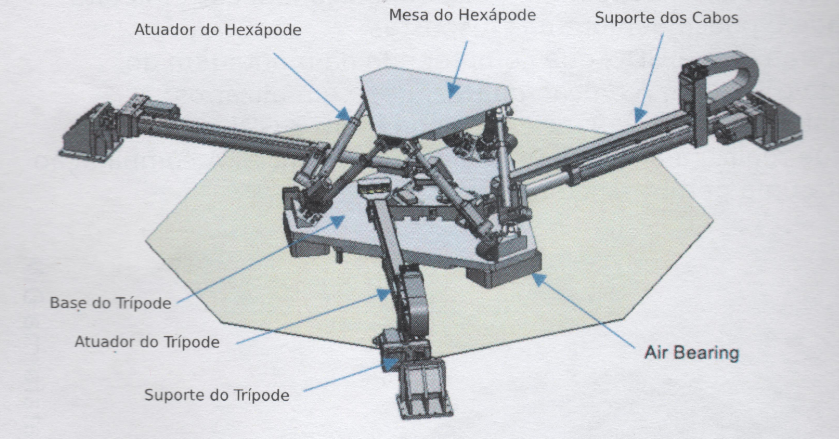 Mesa do Hexápode
Suporte dos Cabos
Atuador do Hexápode
Base do Trípode
Atuador do Trípode
Air Bearing
Suporte do Trípode